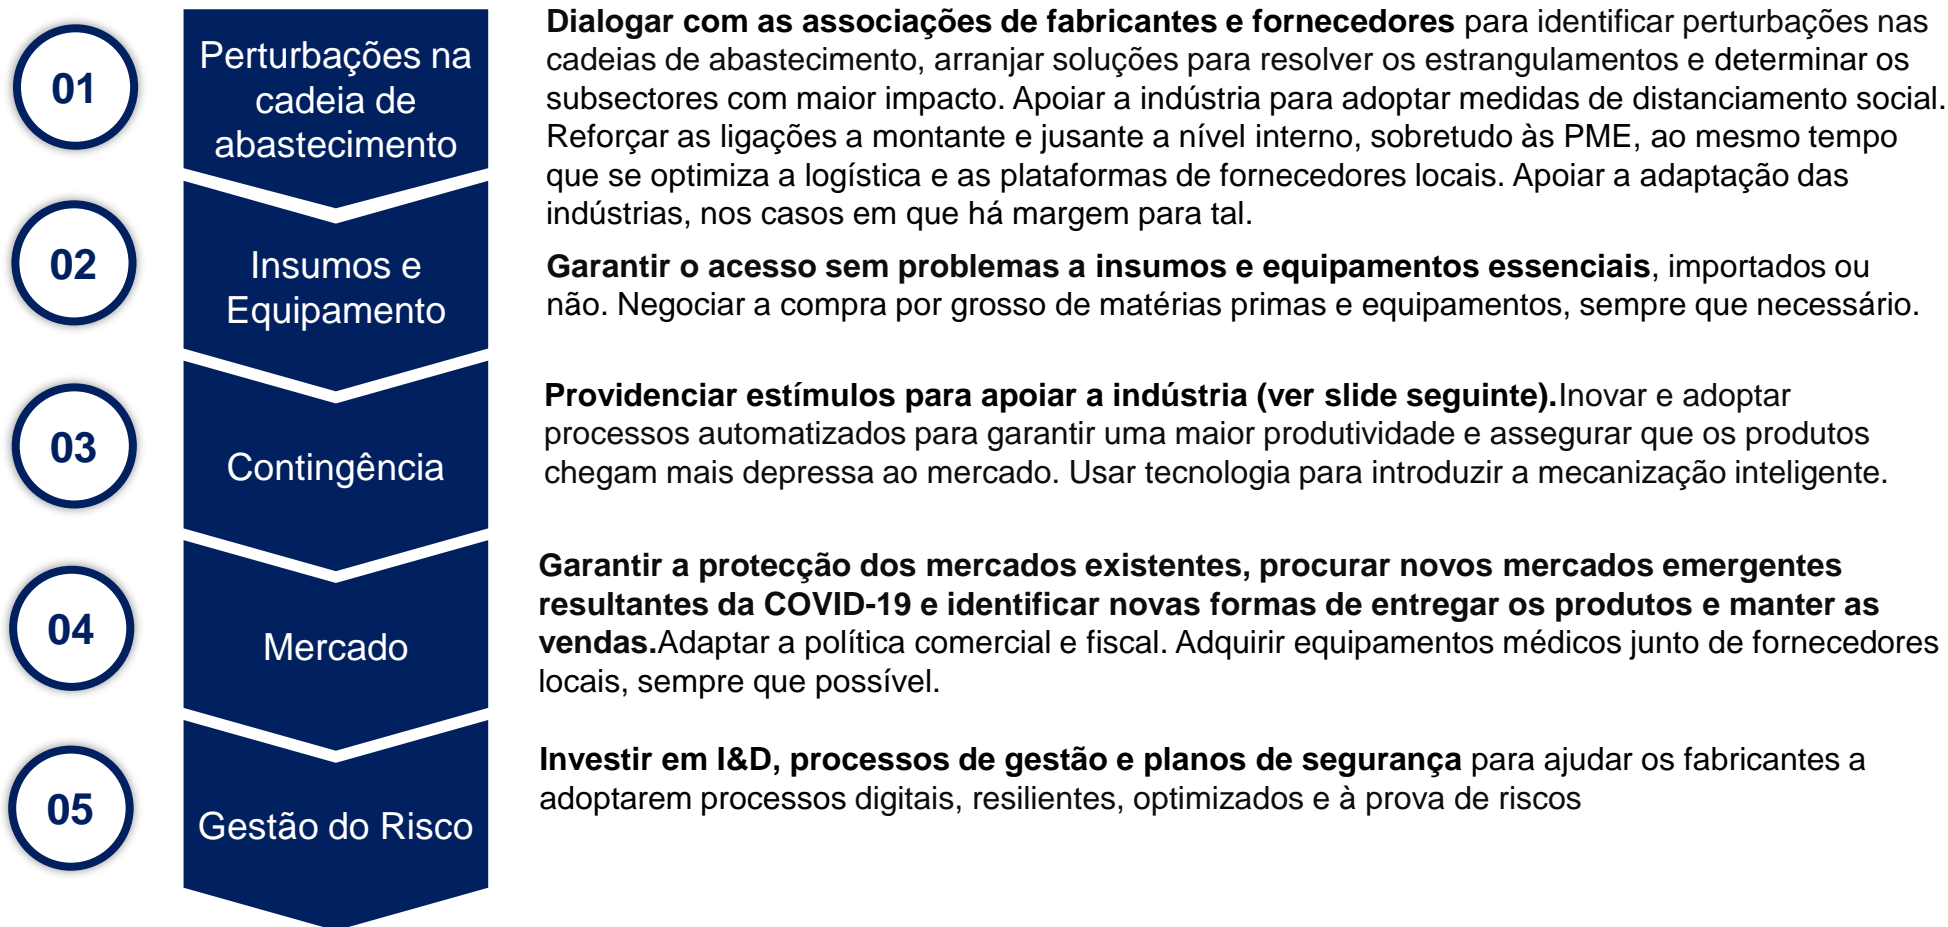 01
Perturbações na
cadeia de
abastecimento
Dialogar com as associações de fabricantes e fornecedores para identificar perturbações nas
cadeias de abastecimento, arranjar soluções para resolver os estrangulamentos e determinar os
subsectores com maior impacto. Apoiar a indústria para adoptar medidas de distanciamento social.
Reforçar as ligações a montante e jusante a nível interno, sobretudo às PME, ao mesmo tempo
que se optimiza a logística e as plataformas de fornecedores locais. Apoiar a adaptação das
indústrias, nos casos em que há margem para tal.
02
Insumos e
Equipamento
Garantir o acesso sem problemas a insumos e equipamentos essenciais, importados ou
não. Negociar a compra por grosso de matérias primas e equipamentos, sempre que necessário.
03
Contingência
Providenciar estímulos para apoiar a indústria (ver slide seguinte).Inovar e adoptar
processos automatizados para garantir uma maior produtividade e assegurar que os produtos
chegam mais depressa ao mercado. Usar tecnologia para introduzir a mecanização inteligente.
04
Mercado
Garantir a protecção dos mercados existentes, procurar novos mercados emergentes
resultantes da COVID-19 e identificar novas formas de entregar os produtos e manter as
vendas.Adaptar a política comercial e fiscal. Adquirir equipamentos médicos junto de fornecedores
locais, sempre que possível.
05
Gestão do Risco
Investir em I&D, processos de gestão e planos de segurança para ajudar os fabricantes a
adoptarem processos digitais, resilientes, optimizados e à prova de riscos